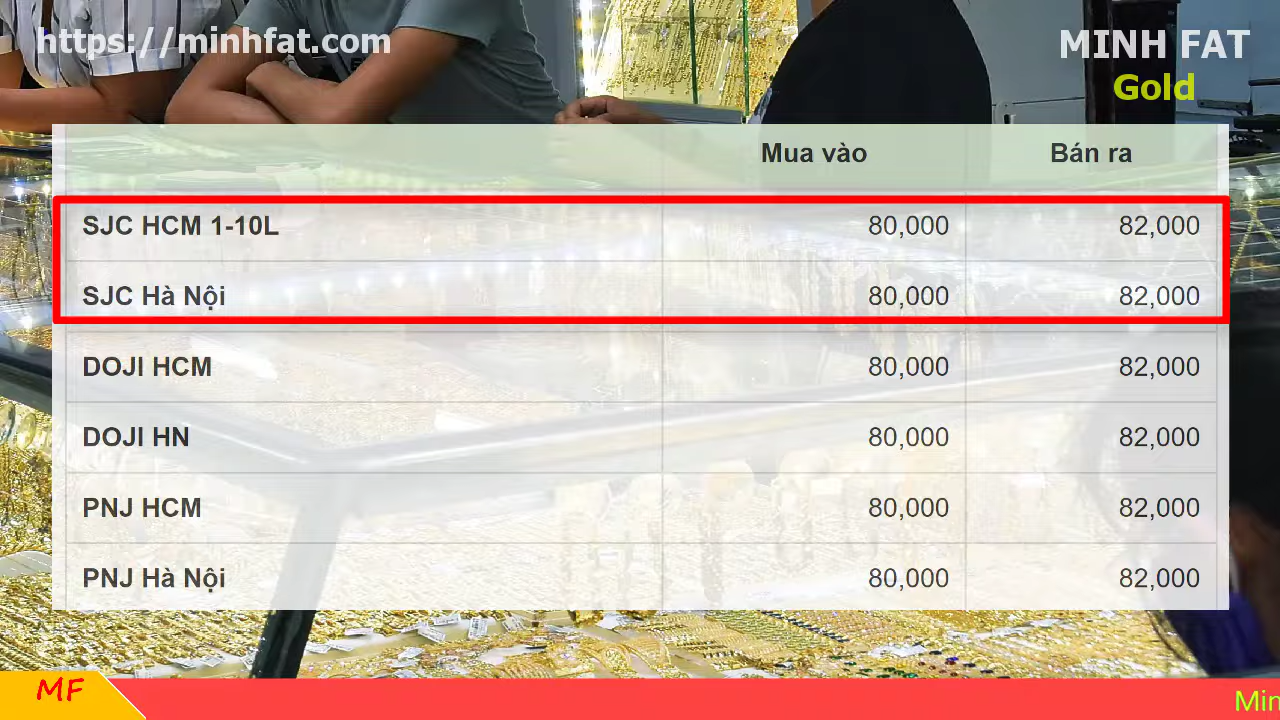 https://minhfat.com
MINH FAT
Gold
Mua vào Bán ra
SJC HCM 1-10L 80,000 82,000
SJC Hà Nội 80,000 82,000
DOJI HCM 80,000 82,000
DOJI HN 80,000 82,000
PNJ HCM 80,000 82,000
PNJ Hà Nội 80,000 82,000
MF